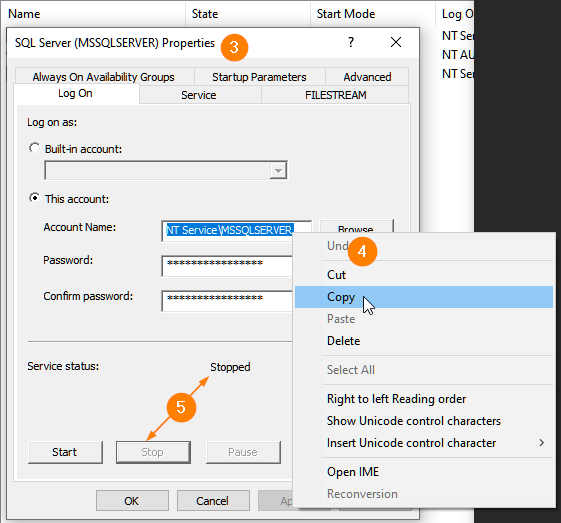 Name State Start Mode Log O
SQL Server (MSSQLSERVER) Properties 3 ?
NT Ser
NT AU
NT Ser
Always On Availability Groups Startup Parameters Advanced
Log On Service FILESTREAM
Log on as:
Built-in account:
This account:
Account Name: NT Service\MSSQLSERVER Browse
Undo 4
Password: ****************
Cut
Confirm password: ****************
Copy
Paste
Delete
Service status: Stopped
Select All
5
Right to left Reading order
Show Unicode control characters
Start Stop Pause
Insert Unicode control character
Open IME
OK Cancel Ap
Reconversion